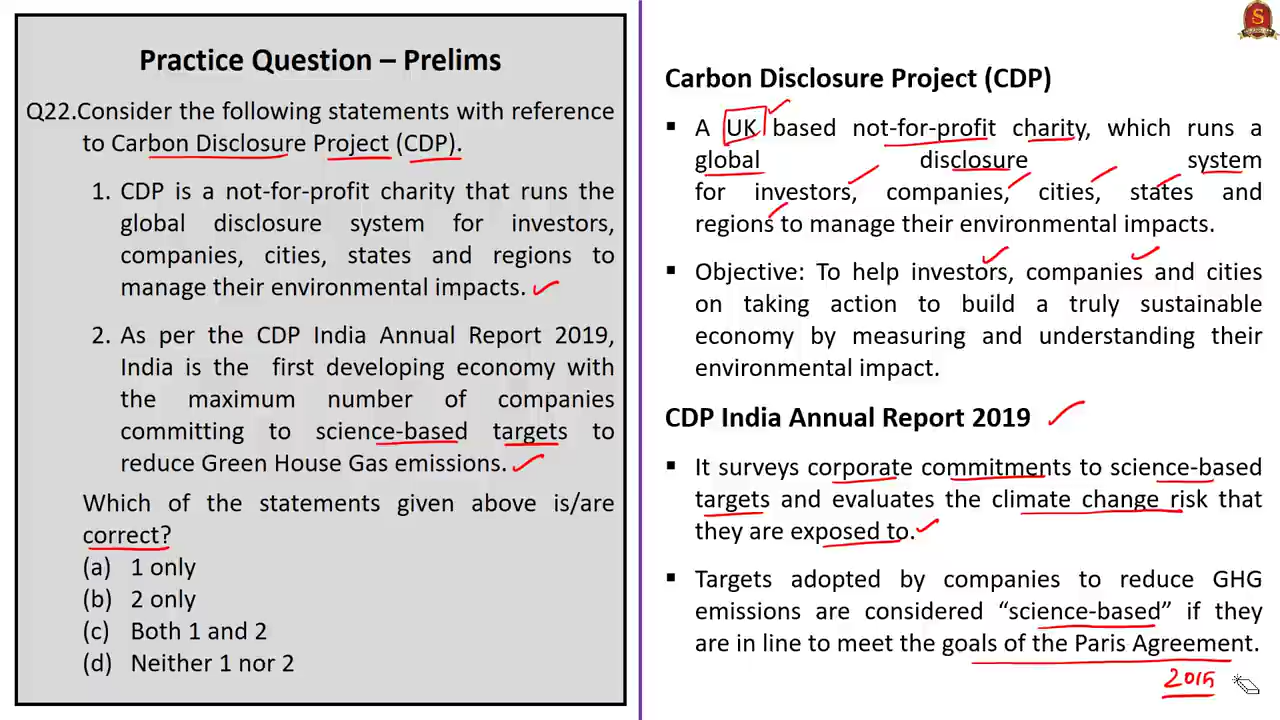 Practice Question – Prelims
Q22.Consider the following statements with reference
to Carbon Disclosure Project (CDP).
1. CDP is a not-for-profit charity that runs the
global disclosure system for investors,
companies, cities, states and regions to
manage their environmental impacts.
2. As per the CDP India Annual Report 2019,
India is the first developing economy with
the maximum number of companies
committing to science-based targets to
reduce Green House Gas emissions.
Which of the statements given above is/are
correct?
(a) 1 only
(b) 2 only
(c) Both 1 and 2
(d) Neither 1 nor 2
Carbon Disclosure Project (CDP)
▪ A UK based not-for-profit charity, which runs a
global disclosure system
for investors, companies, cities, states and
regions to manage their environmental impacts.
▪ Objective: To help investors, companies and cities
on taking action to build a truly sustainable
economy by measuring and understanding their
environmental impact.
CDP India Annual Report 2019
▪ It surveys corporate commitments to science-based
targets and evaluates the climate change risk that
they are exposed to.
▪ Targets adopted by companies to reduce GHG
emissions are considered “science-based” if they
are in line to meet the goals of the Paris Agreement.
2015
S